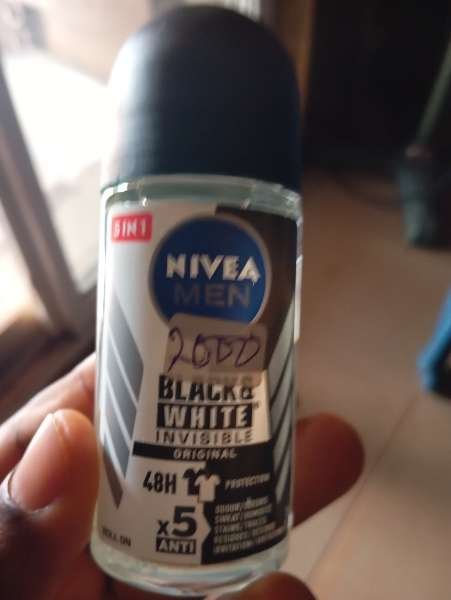 5 IN 1
NIVEA
MEN
2000
BLACK&
WHITE
INVISIBLE
ORIGINAL
48H
PROTECTION
x5
ANTI
ROLL ON